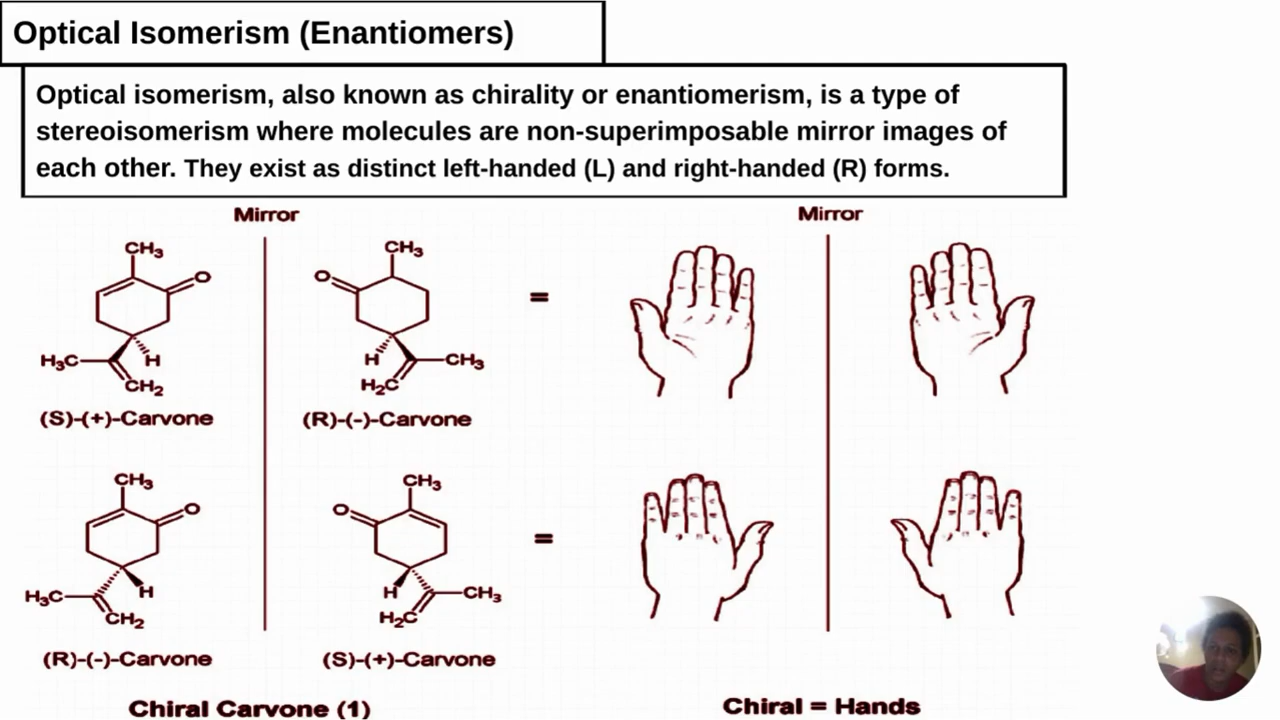 Optical Isomerism (Enantiomers)
Optical isomerism, also known as chirality or enantiomerism, is a type of
stereoisomerism where molecules are non-superimposable mirror images of
each other. They exist as distinct left-handed (L) and right-handed (R) forms.
Mirror
Mirror
CH₃
O
CH₃
O
=
H₃C
H
CH₂
H
CH₃
H₂C
(S)-(+)-Carvone
(R)-(-)-Carvone
CH₃
O
CH₃
O
=
H₃C
H
CH₂
H
CH₃
H₂C
(R)-(-)-Carvone
(S)-(+)-Carvone
Chiral Carvone (1)
Chiral = Hands